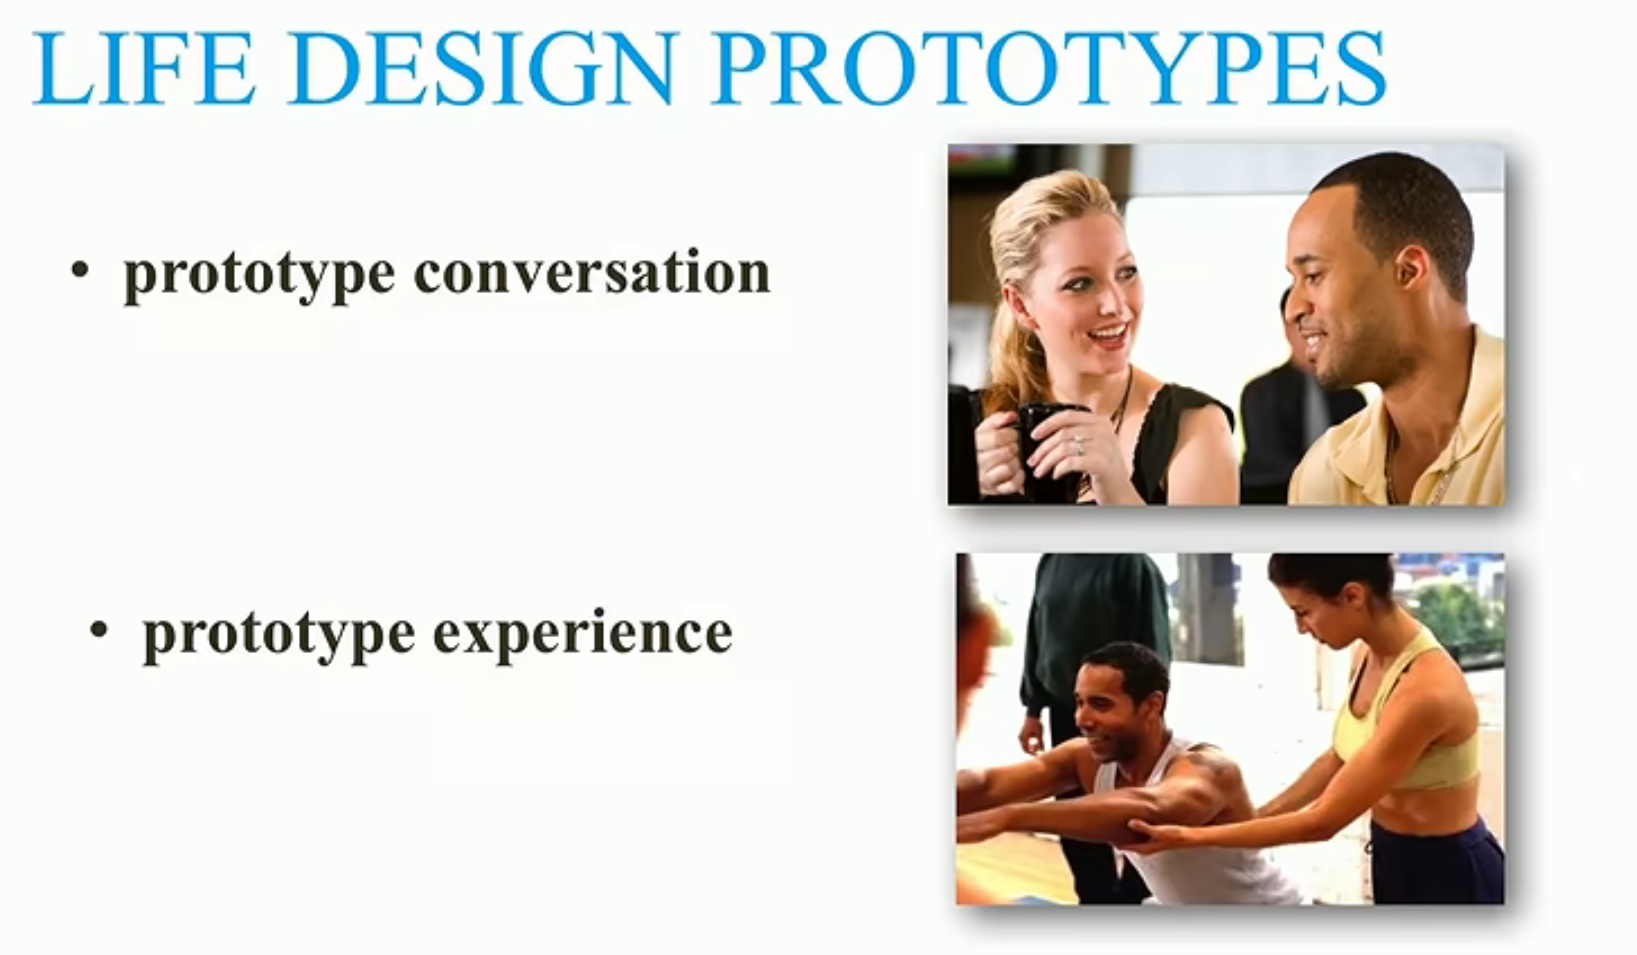 LIFE DESIGN PROTOTYPES
• prototype conversation
• prototype experience